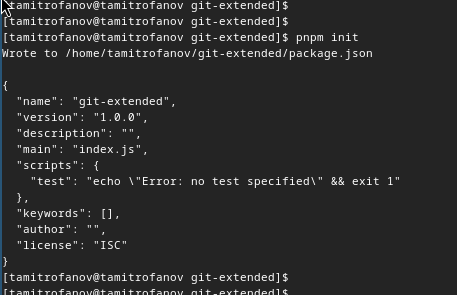 [tamitrofanov@tamitrofanov git-extended]$
[tamitrofanov@tamitrofanov git-extended]$
[tamitrofanov@tamitrofanov git-extended]$ pnpm init
Wrote to /home/tamitrofanov/git-extended/package.json
{
  "name": "git-extended",
  "version": "1.0.0",
  "description": "",
  "main": "index.js",
  "scripts": {
    "test": "echo \"Error: no test specified\" && exit 1"
  },
  "keywords": [],
  "author": "",
  "license": "ISC"
}
[tamitrofanov@tamitrofanov git-extended]$
[tamitrofanov@tamitrofanov git-extended]$